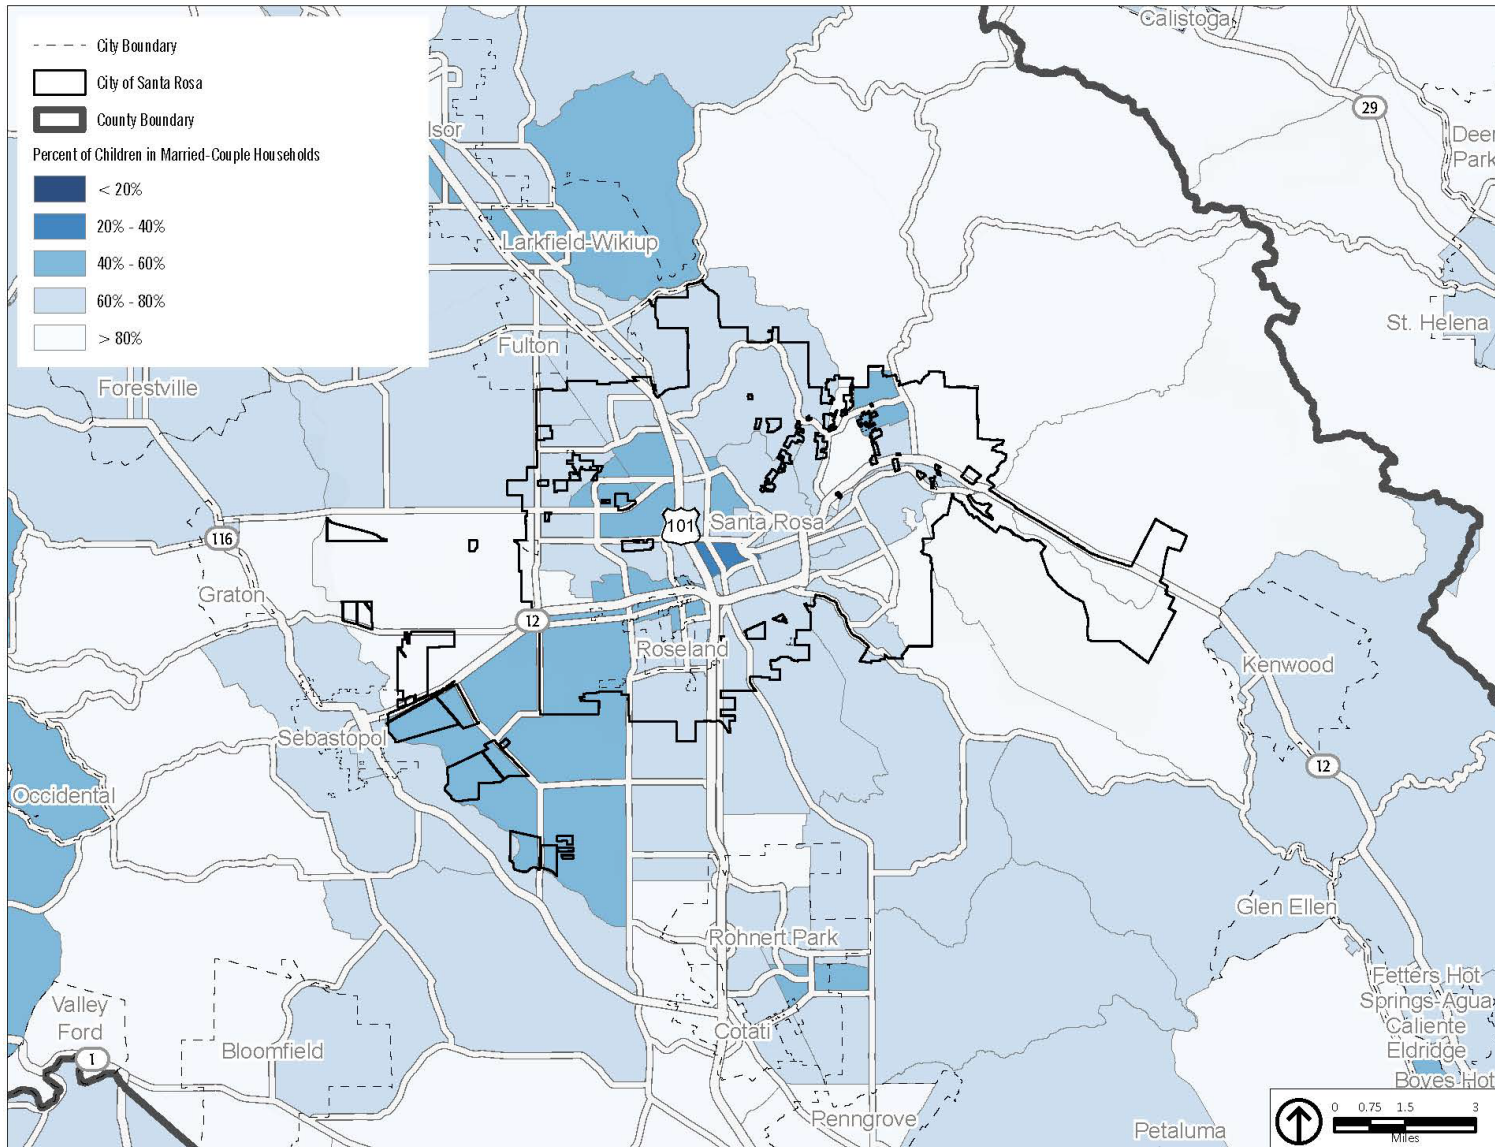 Calistoga
City Boundary
City of Santa Rosa
29
County Boundary
lsor
Deer
Park
Percent of Children in Married-Couple Households
< 20%
20% - 40%
Larkfield-Wikiup
40% - 60%
60% - 80%
St. Helena
> 80%
Fulton
Forestville
101
Santa Rosa
116
Graton
12
Roseland
Kenwood
Sebastopol
12
Occidental
Glen Ellen
Rohnert Park
Fetters Hot
Springs-Agua
Caliente
Eldridge
Boves Hot
Valley
Ford
Cotati
Bloomfield
1
Penngrove
Petaluma
0 0.75 1.5 3
Miles